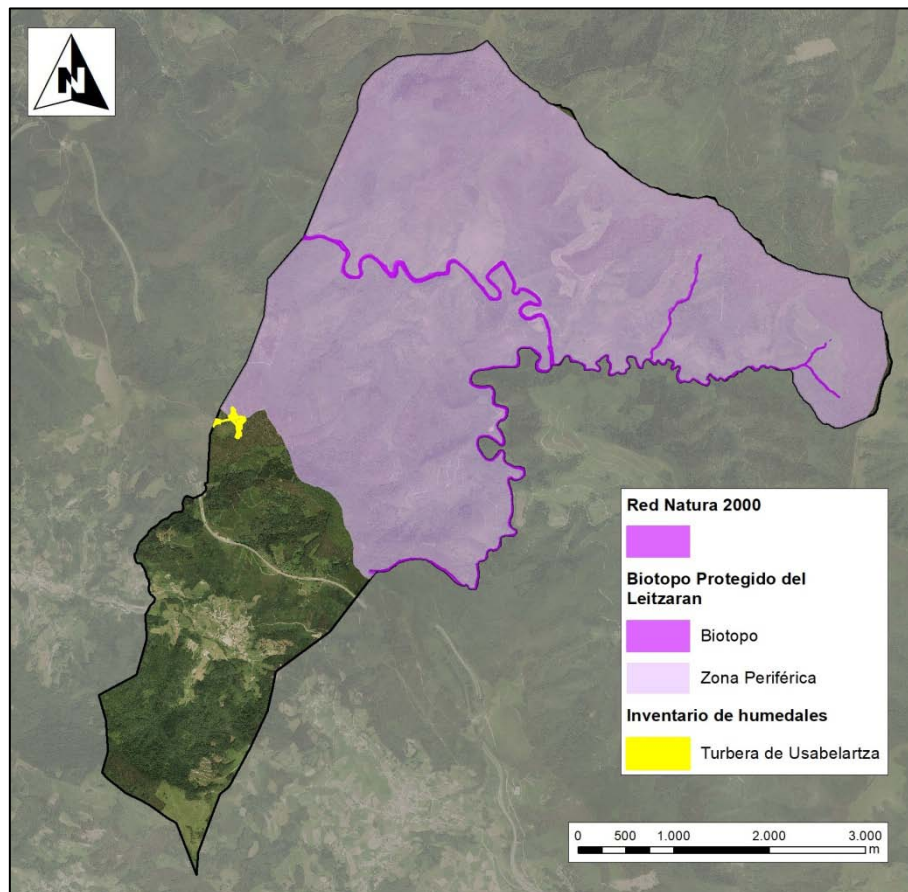 N
Red Natura 2000
Biotopo Protegido del
Leitzaran
Biotopo
Zona Periférica
Inventario de humedales
Turbera de Usabelartza
0 500 1.000 2.000 3.000
m